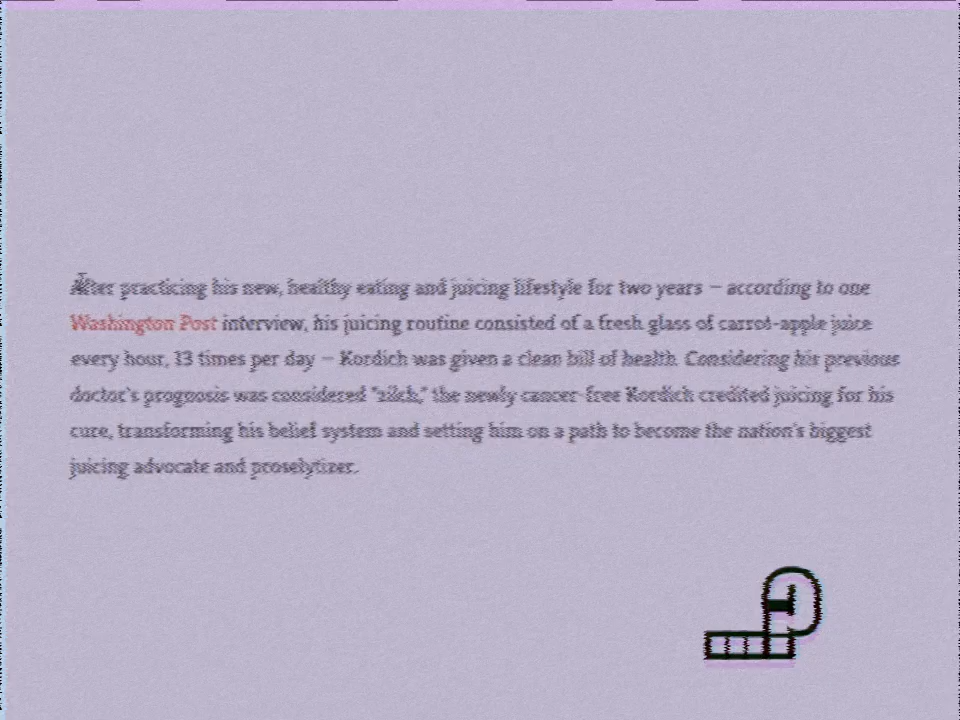 After practicing his new, healthy eating and juicing lifestyle for two years – according to one
Washington Post interview, his juicing routine consisted of a fresh glass of carrot-apple juice
every hour, 13 times per day – Kordich was given a clean bill of health. Considering his previous
doctor's prognosis was considered "zilch," the newly cancer-free Kordich credited juicing for his
cure, transforming his belief system and setting him on a path to become the nation's biggest
juicing advocate and proselytizer.